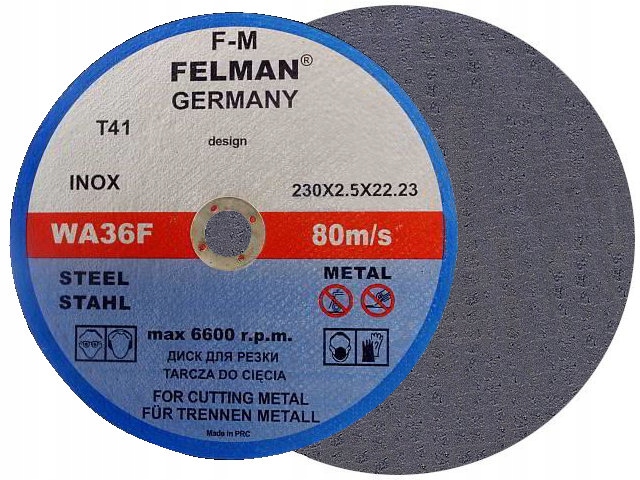 F-M
FELMAN®
GERMANY
T41
design
INOX
230X2.5X22.23
WA36F
80m/s
STEEL
STAHL
METAL
max 6600 r.p.m.
ДИСК ДЛЯ РЕЗКИ
TARCZA DO CIĘCIA
FOR CUTTING METAL
FÜR TRENNEN METALL
Made in PRC